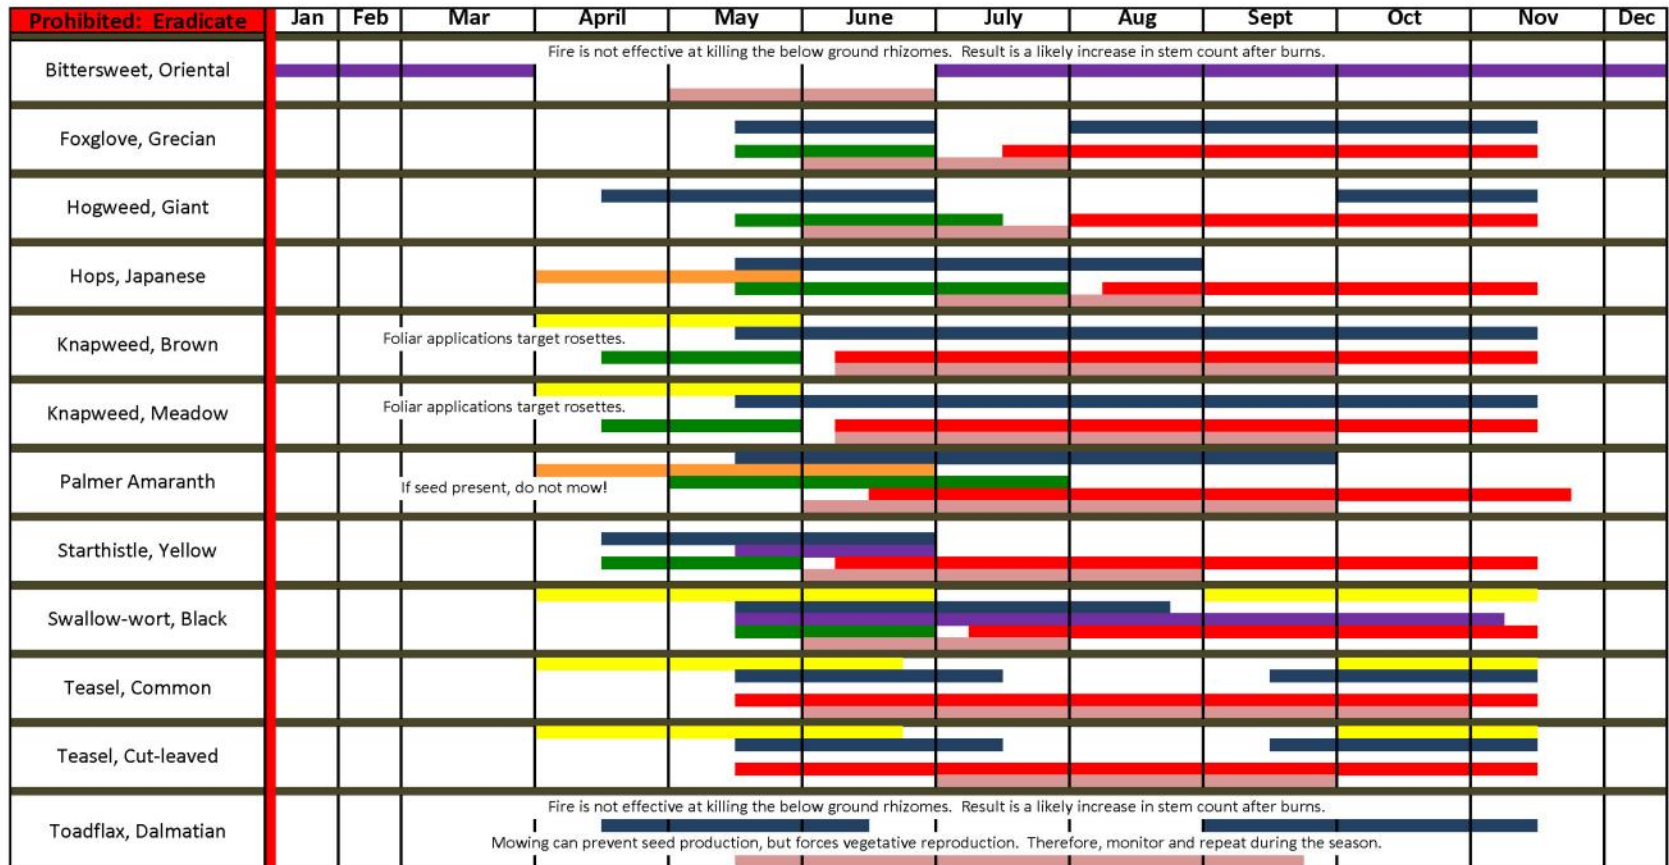 Prohibited: Eradicate Jan Feb Mar April May June July Aug Sept Oct Nov Dec
Fire is not effective at killing the below ground rhizomes. Result is a likely increase in stem count after burns.
Bittersweet, Oriental
Foxglove, Grecian
Hogweed, Giant
Hops, Japanese
Knapweed, Brown
Foliar applications target rosettes.
Knapweed, Meadow
Foliar applications target rosettes.
Palmer Amaranth
If seed present, do not mow!
Starthistle, Yellow
Swallow-wort, Black
Teasel, Common
Teasel, Cut-leaved
Fire is not effective at killing the below ground rhizomes. Result is a likely increase in stem count after burns.
Toadflax, Dalmatian
Mowing can prevent seed production, but forces vegetative reproduction. Therefore, monitor and repeat during the season.